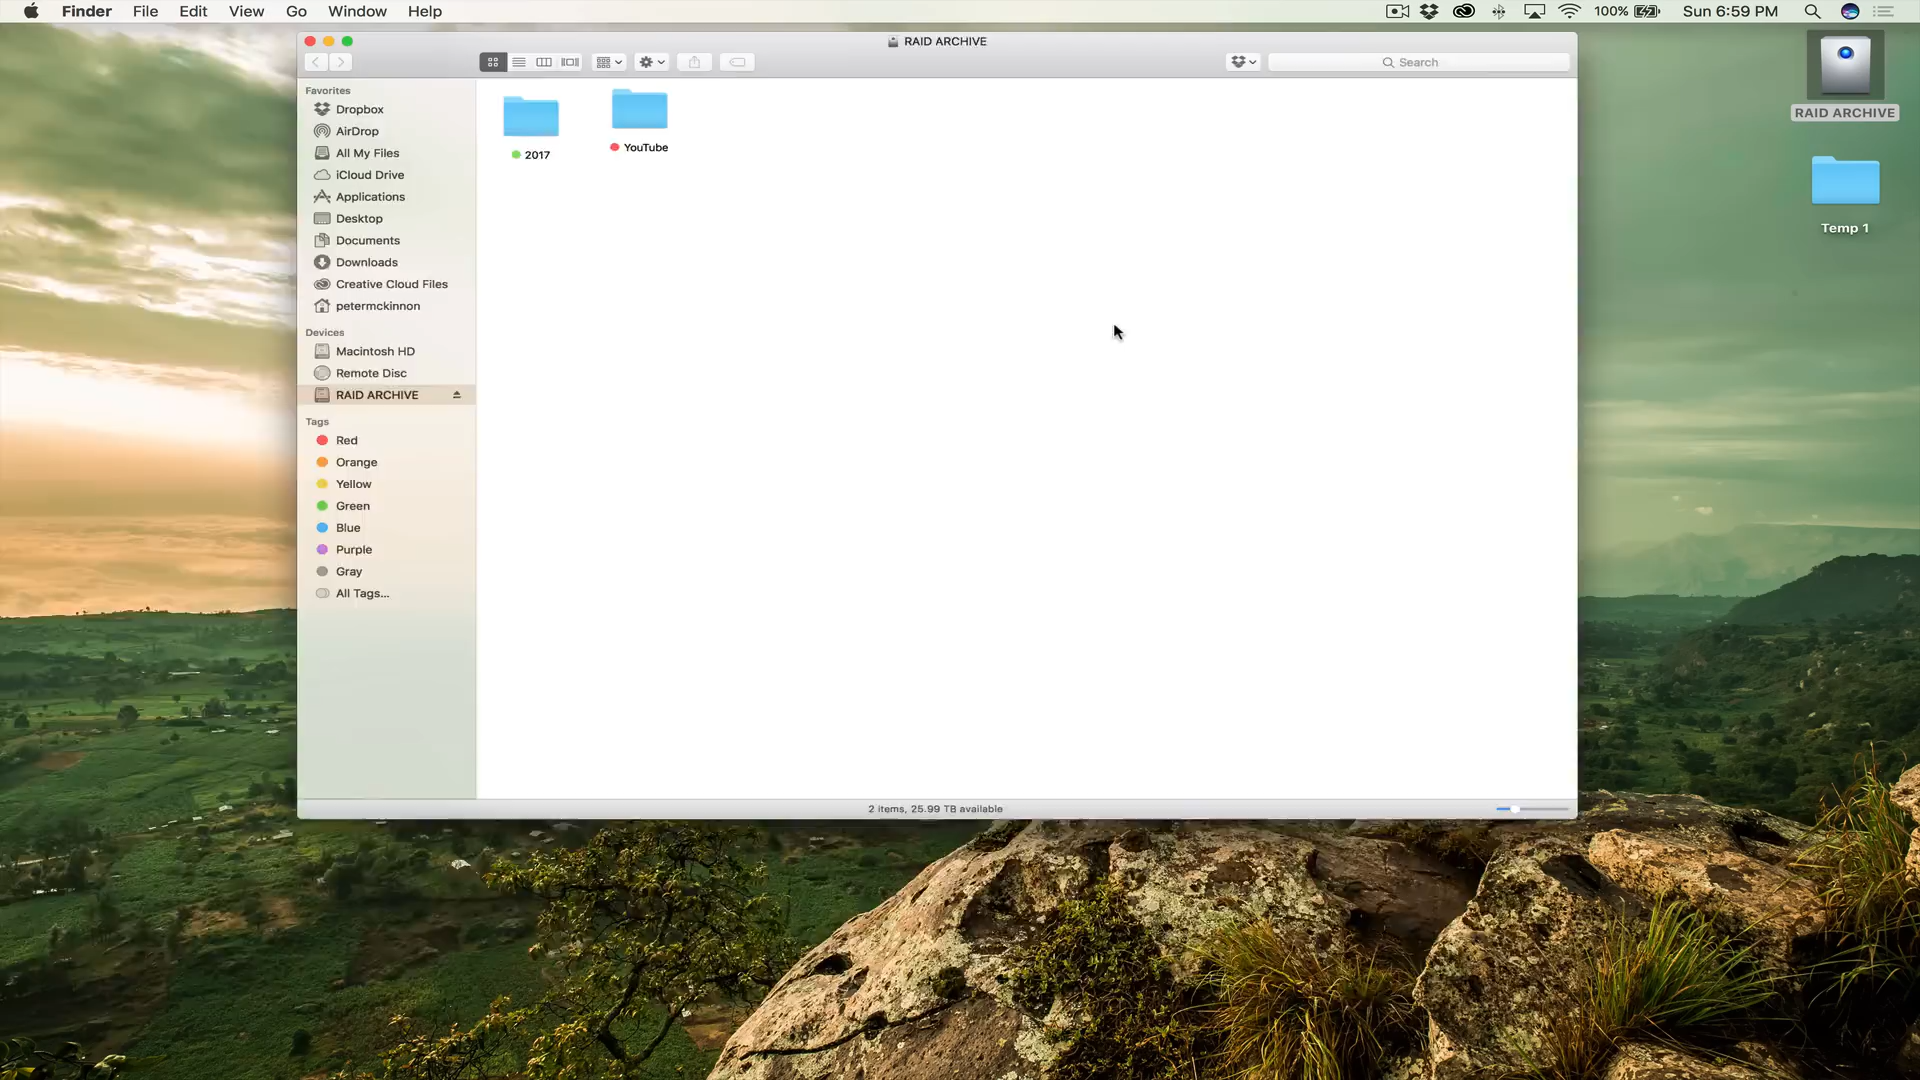 Finder File Edit View Go Window Help 100% Sun 6:59 PM
RAID ARCHIVE
Search
Favorites
Dropbox
AirDrop
All My Files
iCloud Drive
Applications
Desktop
Documents
Downloads
Creative Cloud Files
petermckinnon
Devices
Macintosh HD
Remote Disc
RAID ARCHIVE
Tags
Red
Orange
Yellow
Green
Blue
Purple
Gray
All Tags...
2017
YouTube
2 items, 25.99 TB available
RAID ARCHIVE
Temp 1